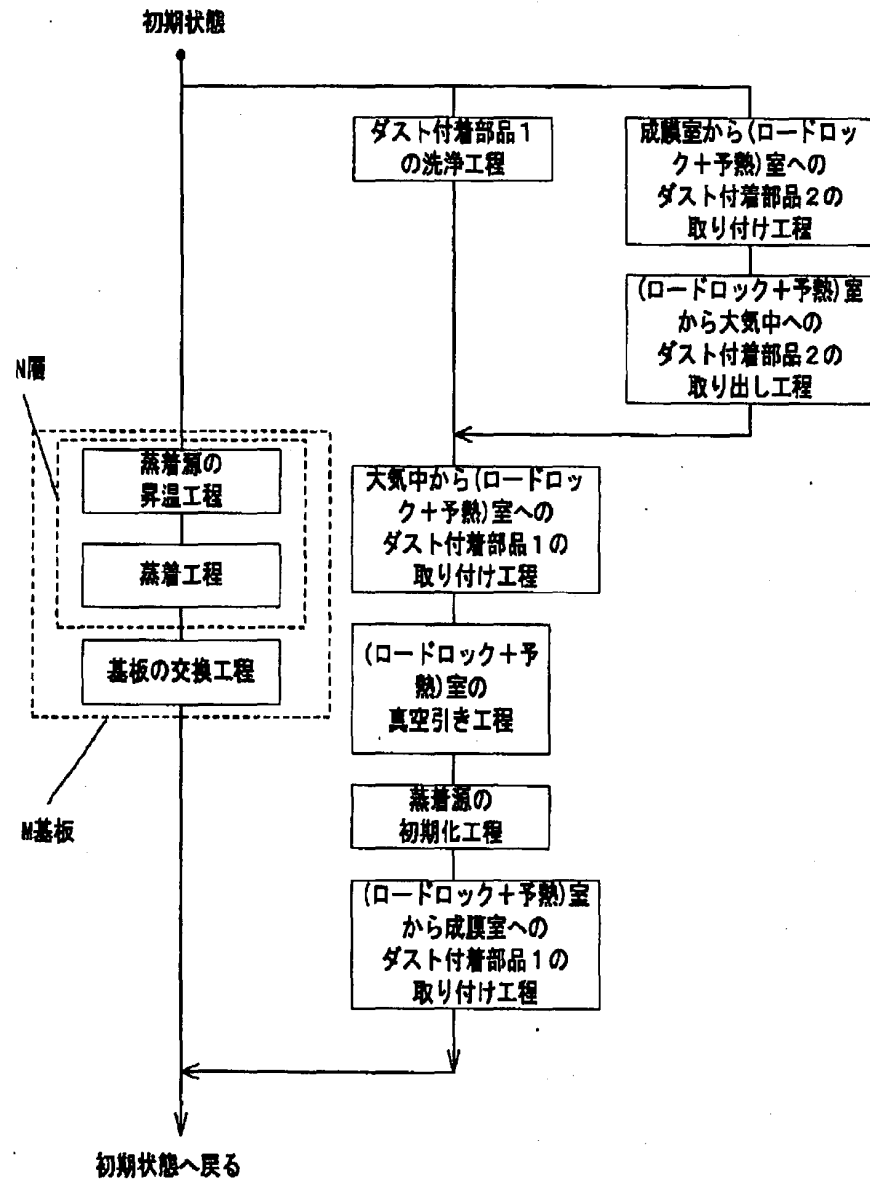 初期状態
ダスト付着部品1
の洗浄工程
成膜室から(ロードロッ
ク+予熱)室への
ダスト付着部品2の
取り付け工程
(ロードロック+予熱)室
から大気中への
ダスト付着部品2の
取り出し工程
N層
蒸着源の
昇温工程
蒸着工程
基板の交換工程
M基板
大気中から(ロードロッ
ク+予熱)室への
ダスト付着部品1の
取り付け工程
(ロードロック+予
熱)室の
真空引き工程
蒸着源の
初期化工程
(ロードロック+予熱)室
から成膜室への
ダスト付着部品1の
取り付け工程
初期状態へ戻る